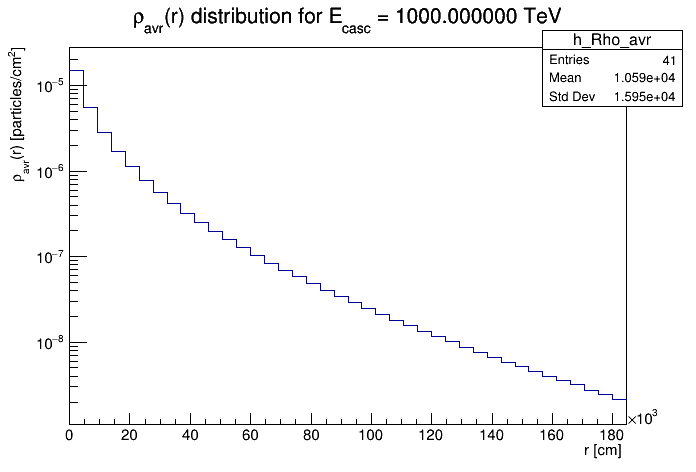 ρavr(r) distribution for Ecasc = 1000.000000 TeV
h_Rho_avr
Entries 41
Mean 1.059e+04
Std Dev 1.595e+04
ρavr(r) [particles/cm²]
10⁻⁵
10⁻⁶
10⁻⁷
10⁻⁸
0 20 40 60 80 100 120 140 160 180
×10³
r [cm]